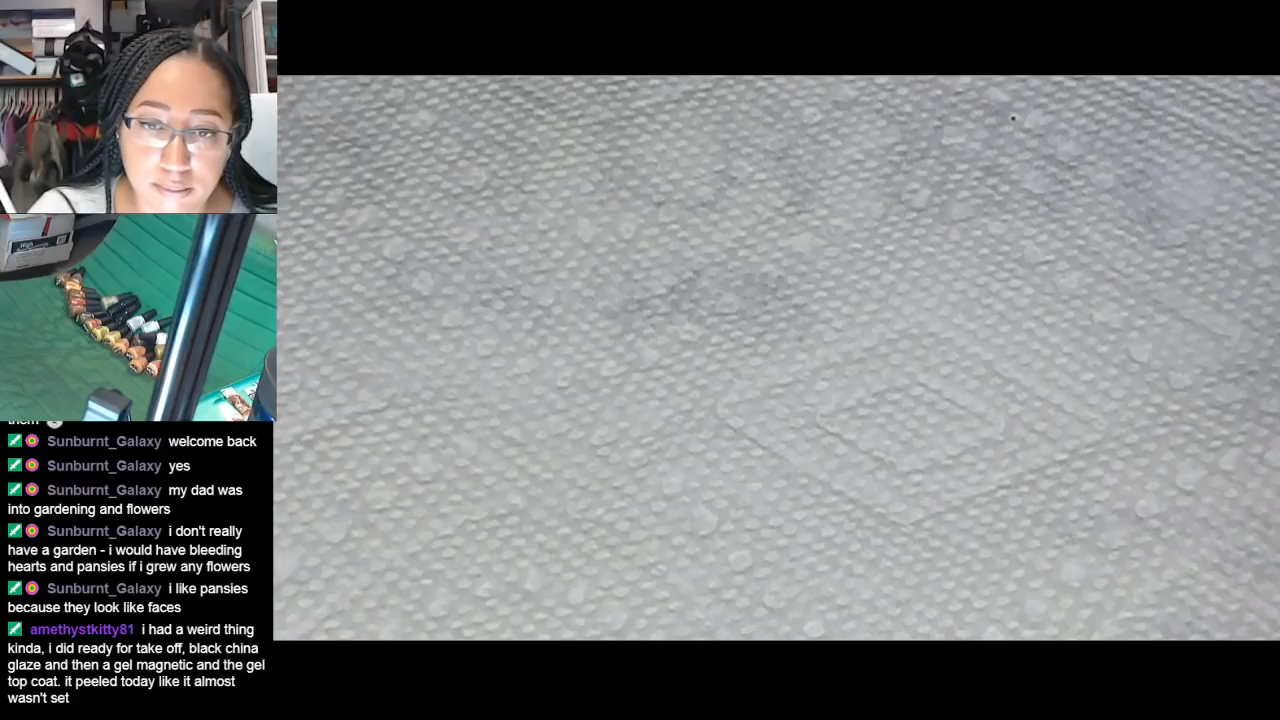 High
them
Sunburnt_Galaxy welcome back
Sunburnt_Galaxy yes
Sunburnt_Galaxy my dad was
into gardening and flowers
Sunburnt_Galaxy i don't really
have a garden - i would have bleeding
hearts and pansies if i grew any flowers
Sunburnt_Galaxy i like pansies
because they look like faces
amethystkitty81 i had a weird thing
kinda, i did ready for take off, black china
glaze and then a gel magnetic and the gel
top coat. it peeled today like it almost
wasn't set